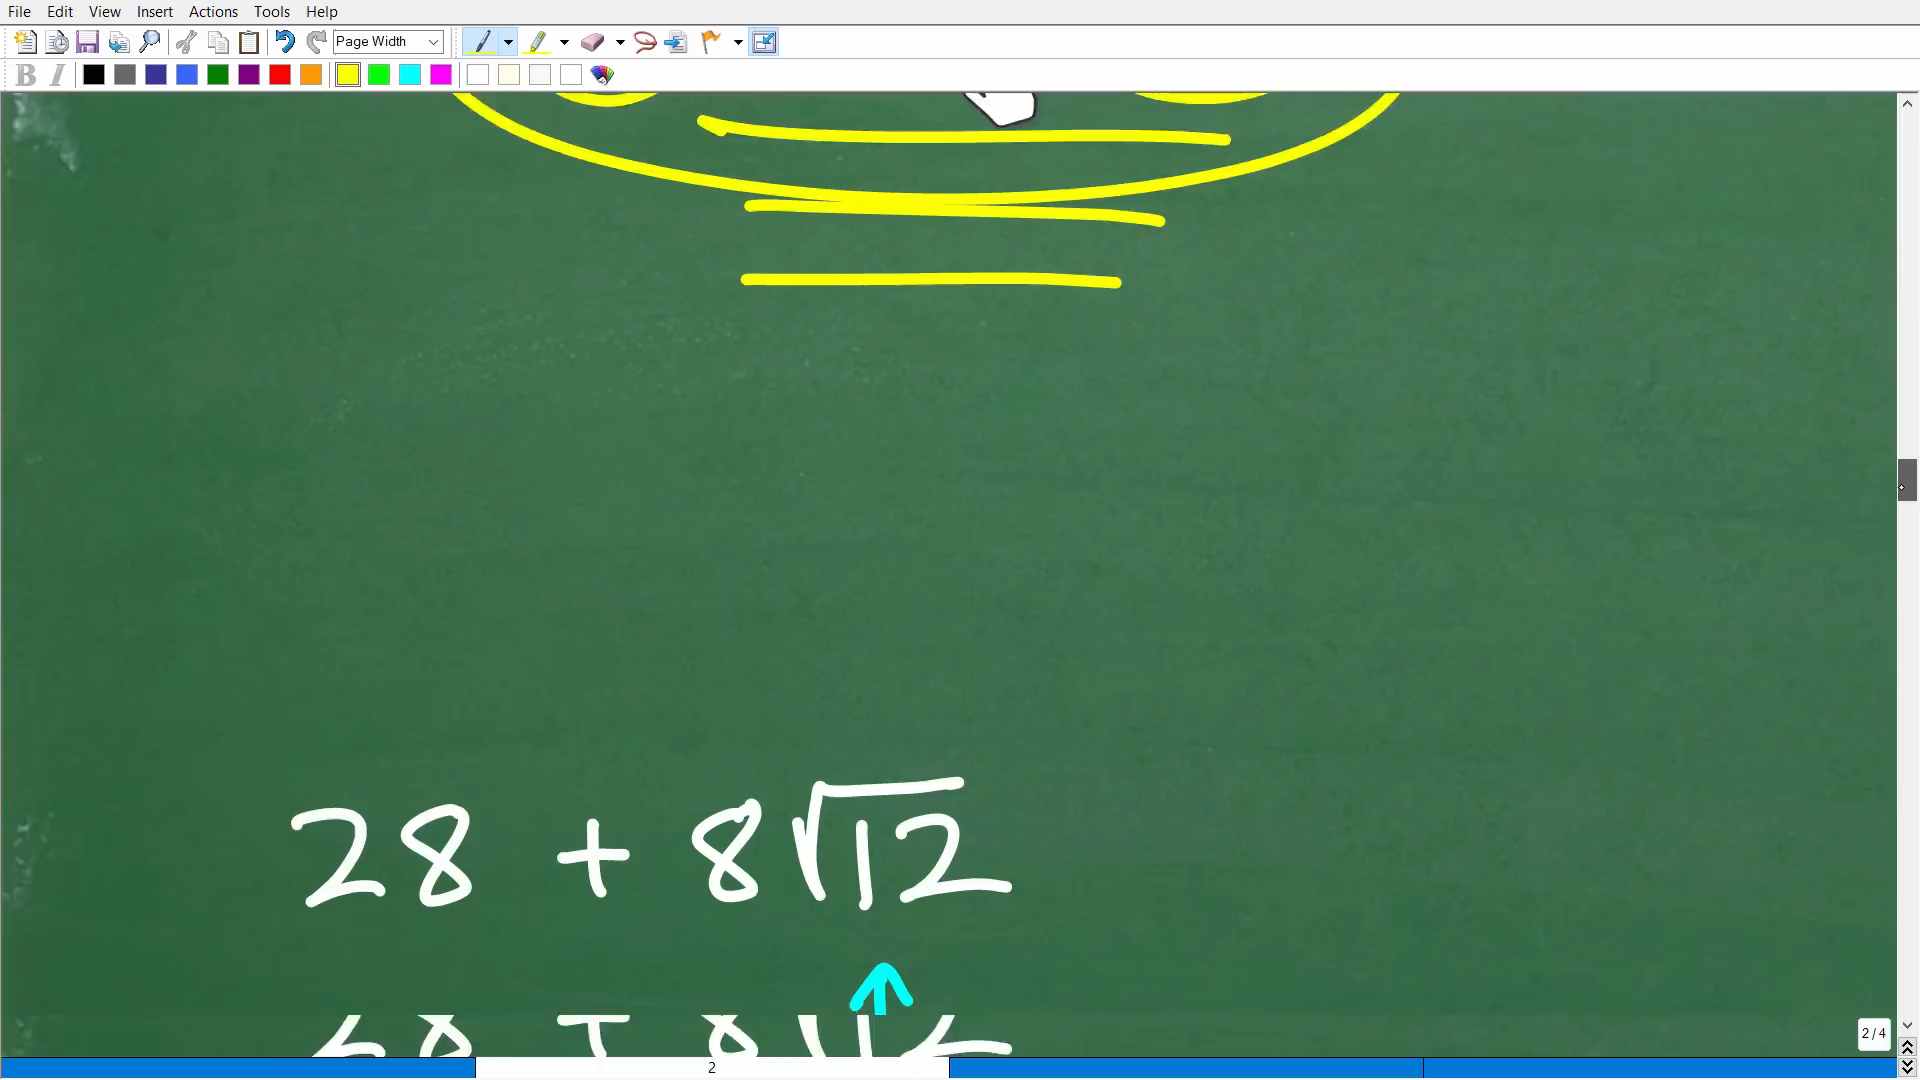 File Edit View Insert Actions Tools Help
Page Width
B I
28 + 8√12
2 / 4
2